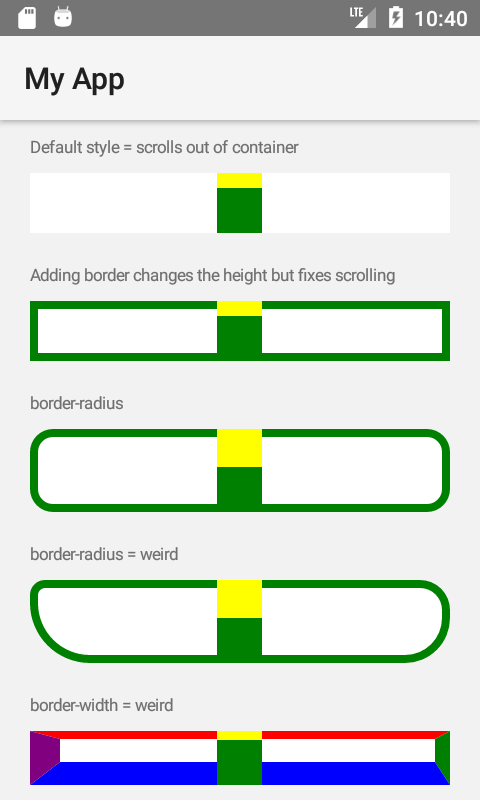 LTE
10:40
My App
Default style = scrolls out of container
Adding border changes the height but fixes scrolling
border-radius
border-radius = weird
border-width = weird